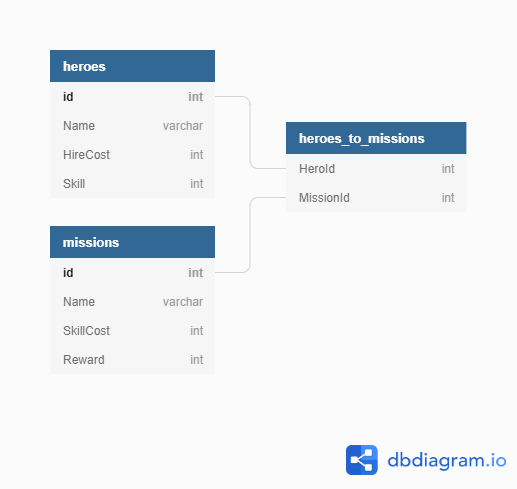 heroes
id int
Name varchar
HireCost int
Skill int
heroes_to_missions
HeroId int
MissionId int
missions
id int
Name varchar
SkillCost int
Reward int
dbdiagram.io